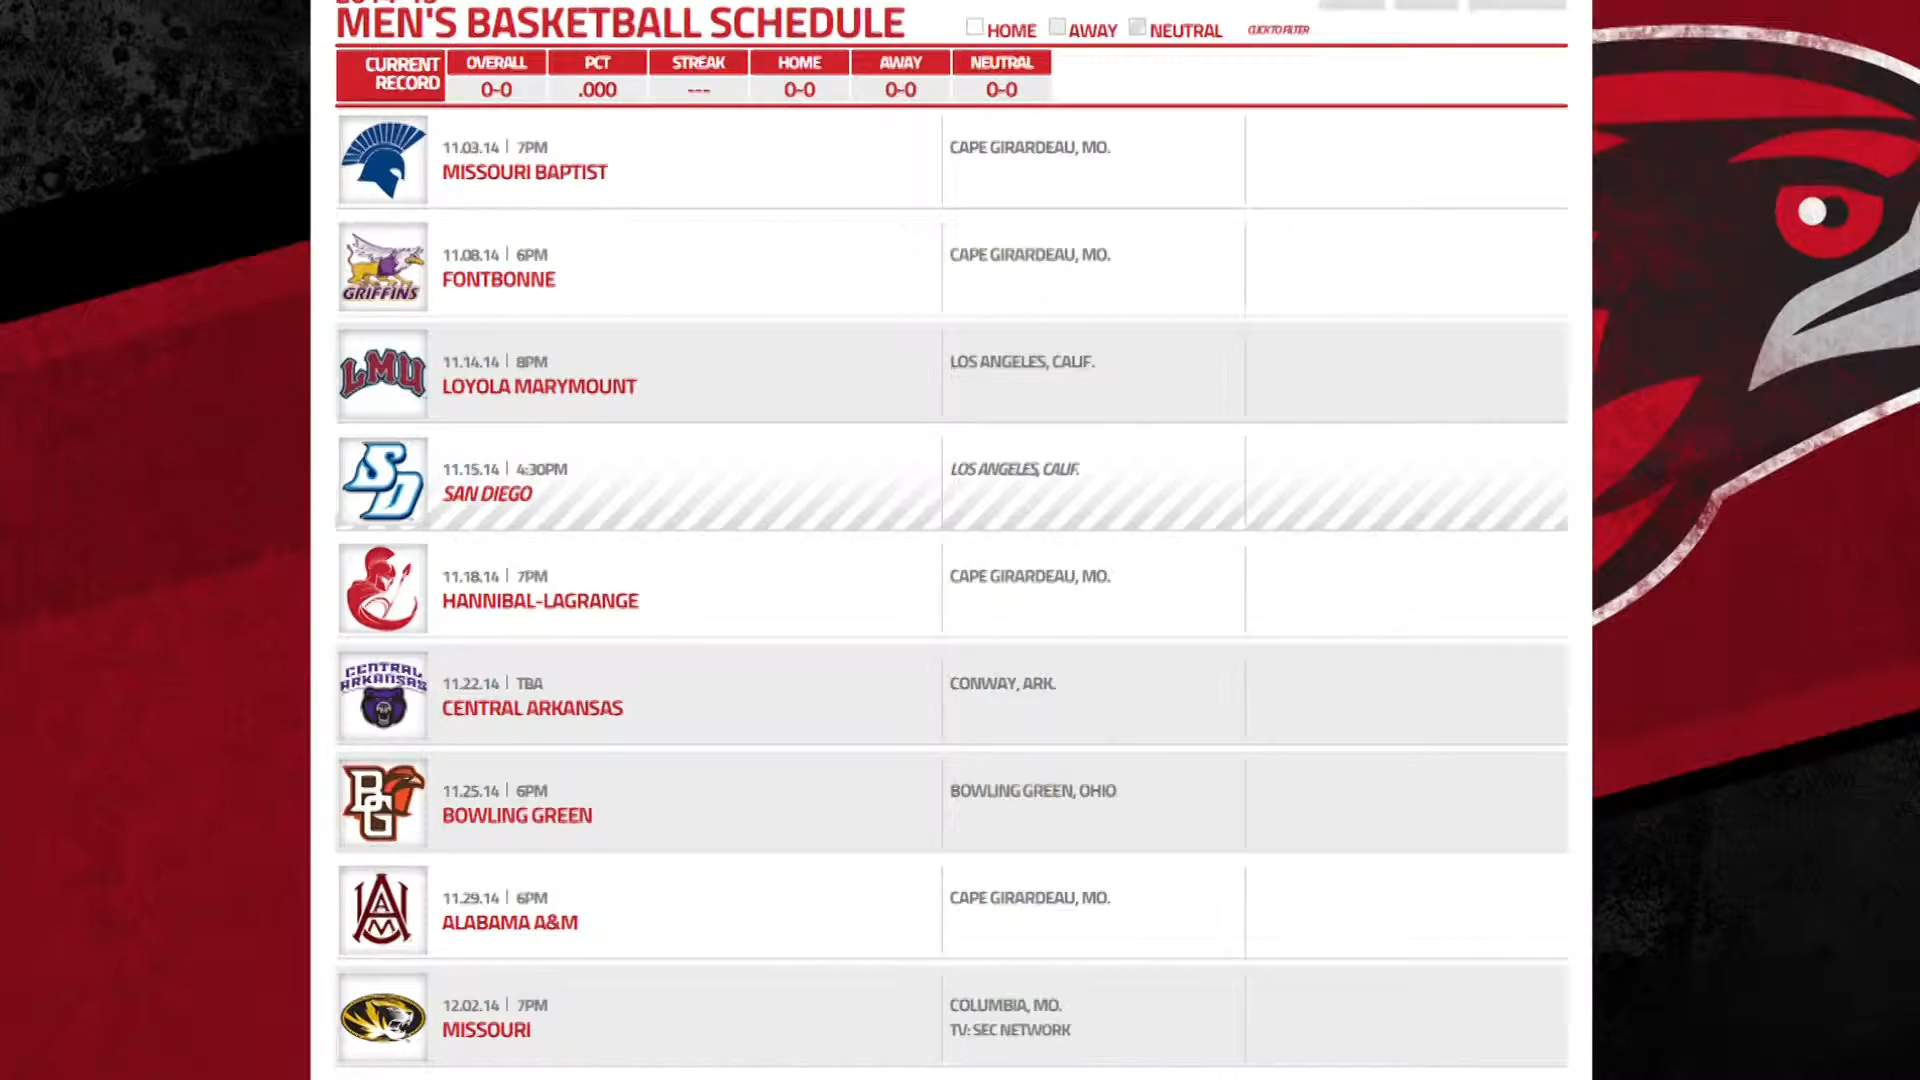 MEN'S BASKETBALL SCHEDULE
HOME AWAY NEUTRAL CLICK TO FILTER
CURRENT RECORD
OVERALL PCT STREAK HOME AWAY NEUTRAL
0-0 .000 --- 0-0 0-0 0-0
11.03.14 | 7PM CAPE GIRARDEAU, MO.
MISSOURI BAPTIST
GRIFFINS
11.08.14 | 6PM CAPE GIRARDEAU, MO.
FONTBONNE
LMU
11.14.14 | 8PM LOS ANGELES, CALIF.
LOYOLA MARYMOUNT
SD
11.15.14 | 4:30PM LOS ANGELES, CALIF.
SAN DIEGO
11.18.14 | 7PM CAPE GIRARDEAU, MO.
HANNIBAL-LAGRANGE
CENTRAL ARKANSAS
11.22.14 | TBA CONWAY, ARK.
CENTRAL ARKANSAS
BG
11.25.14 | 6PM BOWLING GREEN, OHIO
BOWLING GREEN
AAM
11.29.14 | 6PM CAPE GIRARDEAU, MO.
ALABAMA A&M
12.02.14 | 7PM COLUMBIA, MO.
MISSOURI TV: SEC NETWORK